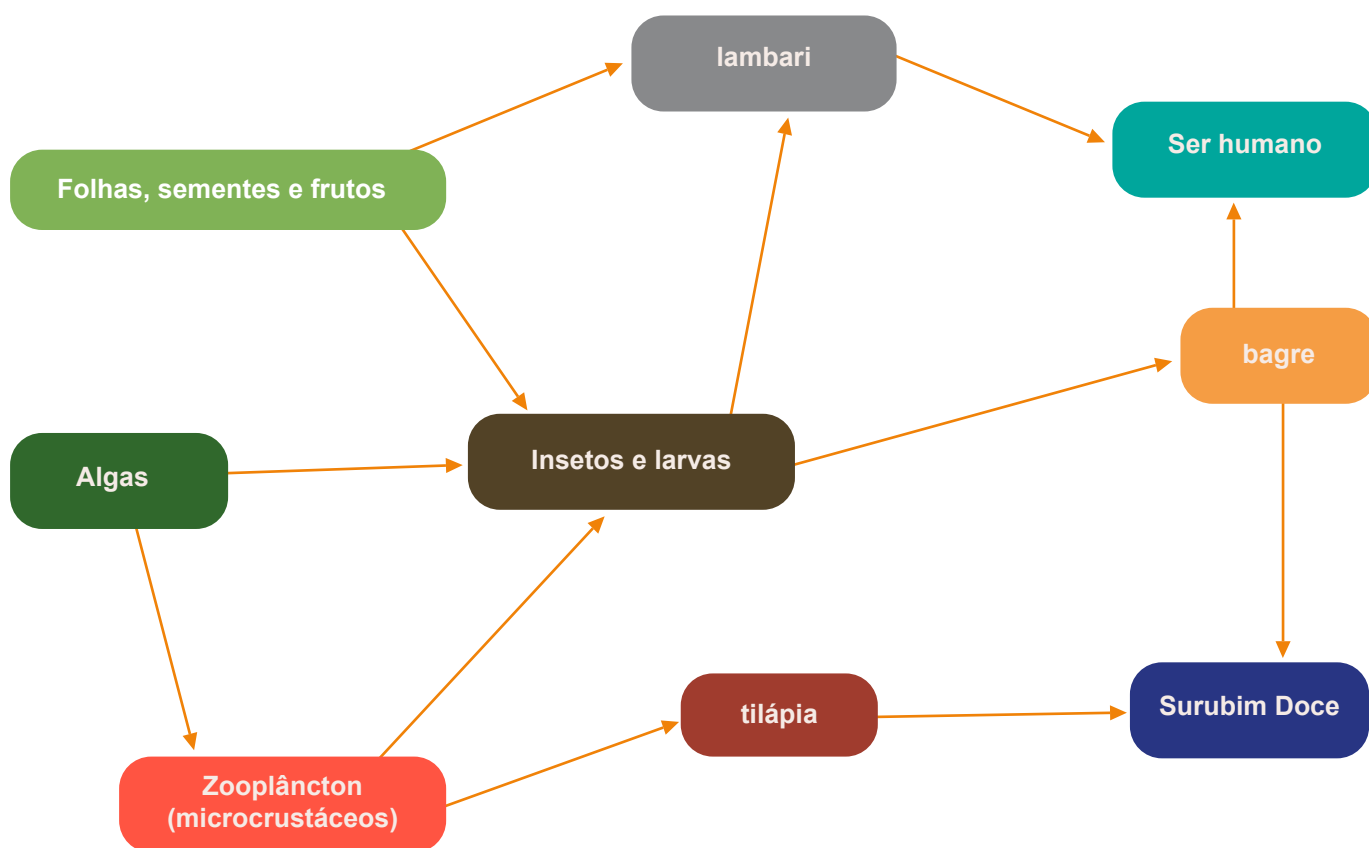 lambari
Ser humano
Folhas, sementes e frutos
bagre
Insetos e larvas
Algas
tilápia
Surubim Doce
Zooplâncton
(microcrustáceos)